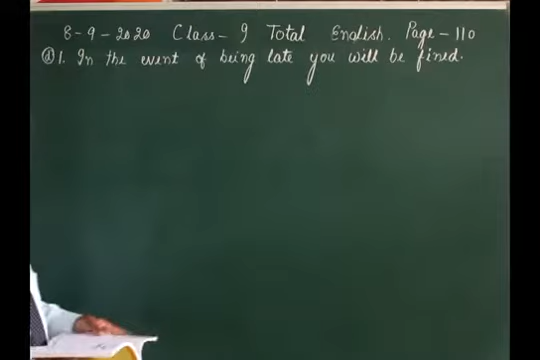 8-9-2020 Class-9 Total English. Page-110
(d) 1. In the event of being late you will be fined.